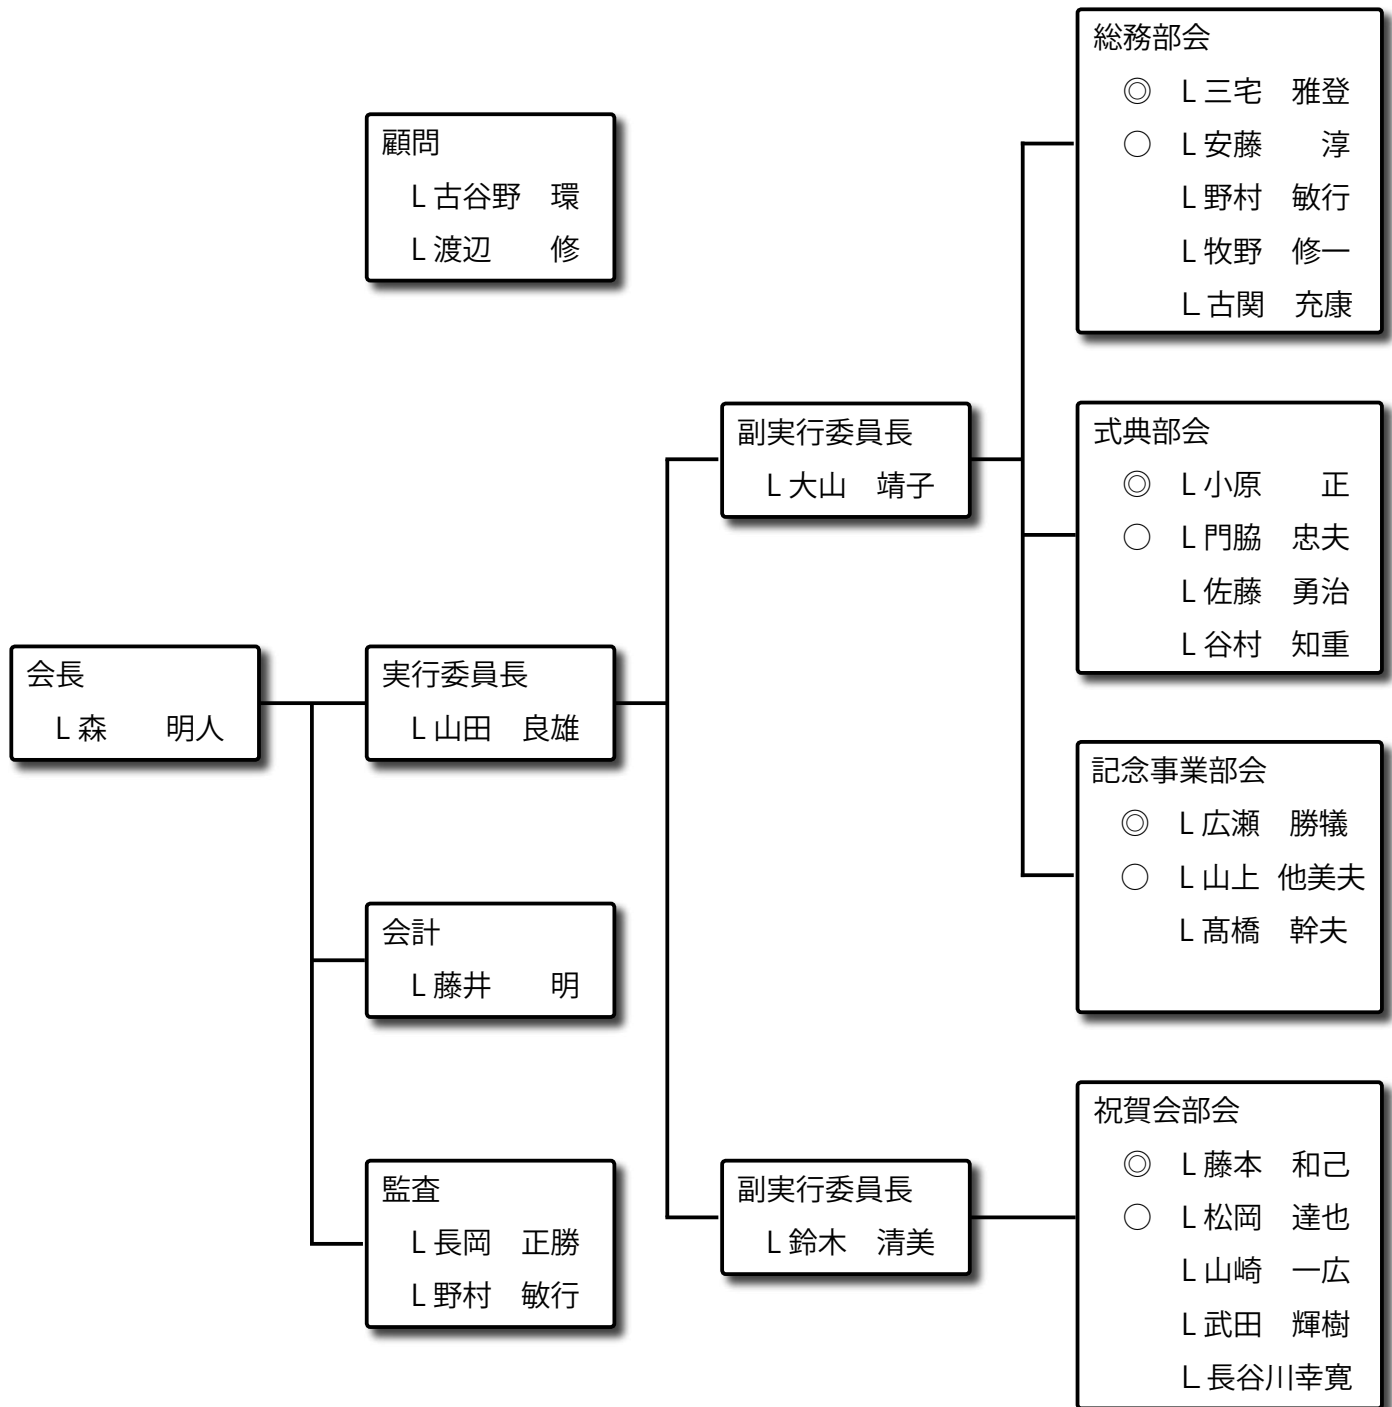 会長
L 森　　明人
顧問
L 古谷野　環
L 渡辺　　修
実行委員長
L 山田　良雄
会計
L 藤井　　明
監査
L 長岡　正勝
L 野村　敏行
副実行委員長
L 大山　靖子
副実行委員長
L 鈴木　清美
総務部会
◎　L 三宅　雅登
○　L 安藤　　淳
L 野村　敏行
L 牧野　修一
L 古関　充康
式典部会
◎　L 小原　　正
○　L 門脇　忠夫
L 佐藤　勇治
L 谷村　知重
記念事業部会
◎　L 広瀬　勝犠
○　L 山上　他美夫
L 髙橋　幹夫
祝賀会部会
◎　L 藤本　和己
○　L 松岡　達也
L 山崎　一広
L 武田　輝樹
L 長谷川幸寛